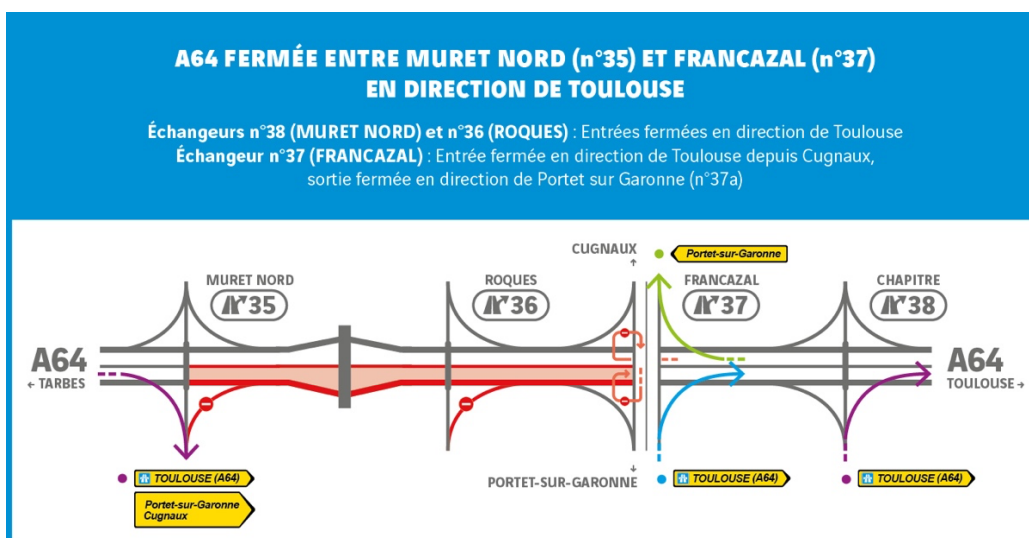 A64 FERMÉE ENTRE MURET NORD (n°35) ET FRANCAZAL (n°37)
EN DIRECTION DE TOULOUSE
Échangeurs n°38 (MURET NORD) et n°36 (ROQUES) : Entrées fermées en direction de Toulouse
Échangeur n°37 (FRANCAZAL) : Entrée fermée en direction de Toulouse depuis Cugnaux,
sortie fermée en direction de Portet sur Garonne (n°37a)
CUGNAUX
↑
Portet-sur-Garonne
MURET NORD
35
ROQUES
36
FRANCAZAL
37
CHAPITRE
38
A64
← TARBES
A64
TOULOUSE →
↓
PORTET-SUR-GARONNE
TOULOUSE (A64)
Portet-sur-Garonne
Cugnaux
TOULOUSE (A64)
TOULOUSE (A64)